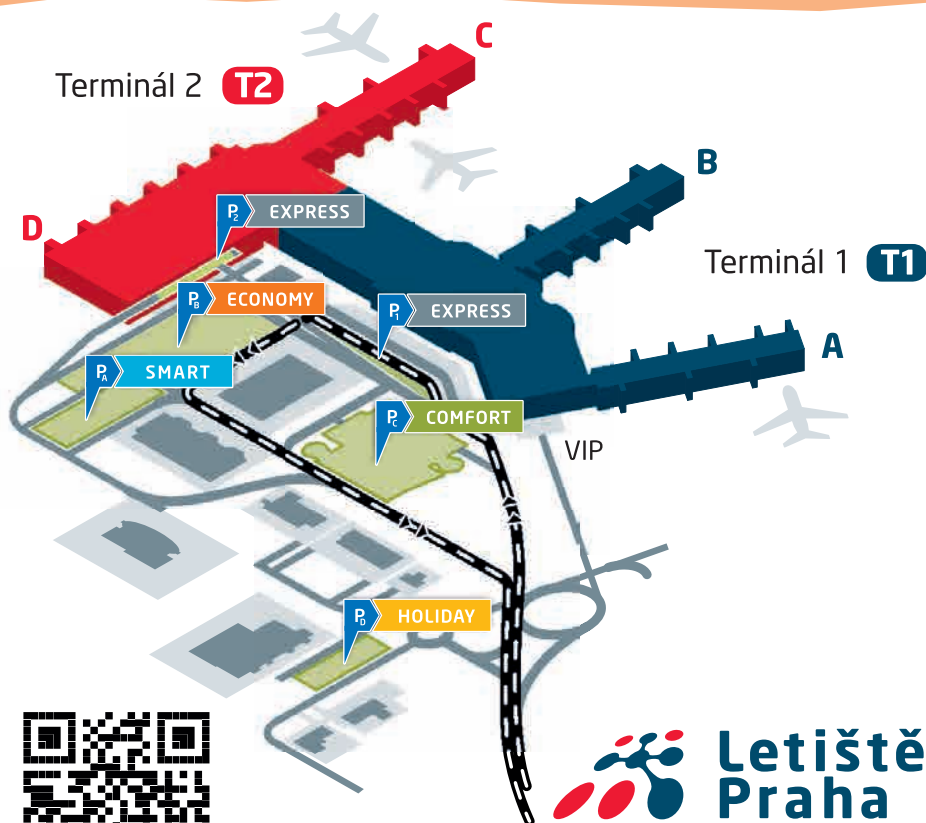 C
Terminál 2 T2
B
P2 EXPRESS
D
Terminál 1 T1
PB ECONOMY
P1 EXPRESS
A
PA SMART
PC COMFORT
VIP
PD HOLIDAY
Letiště
Praha